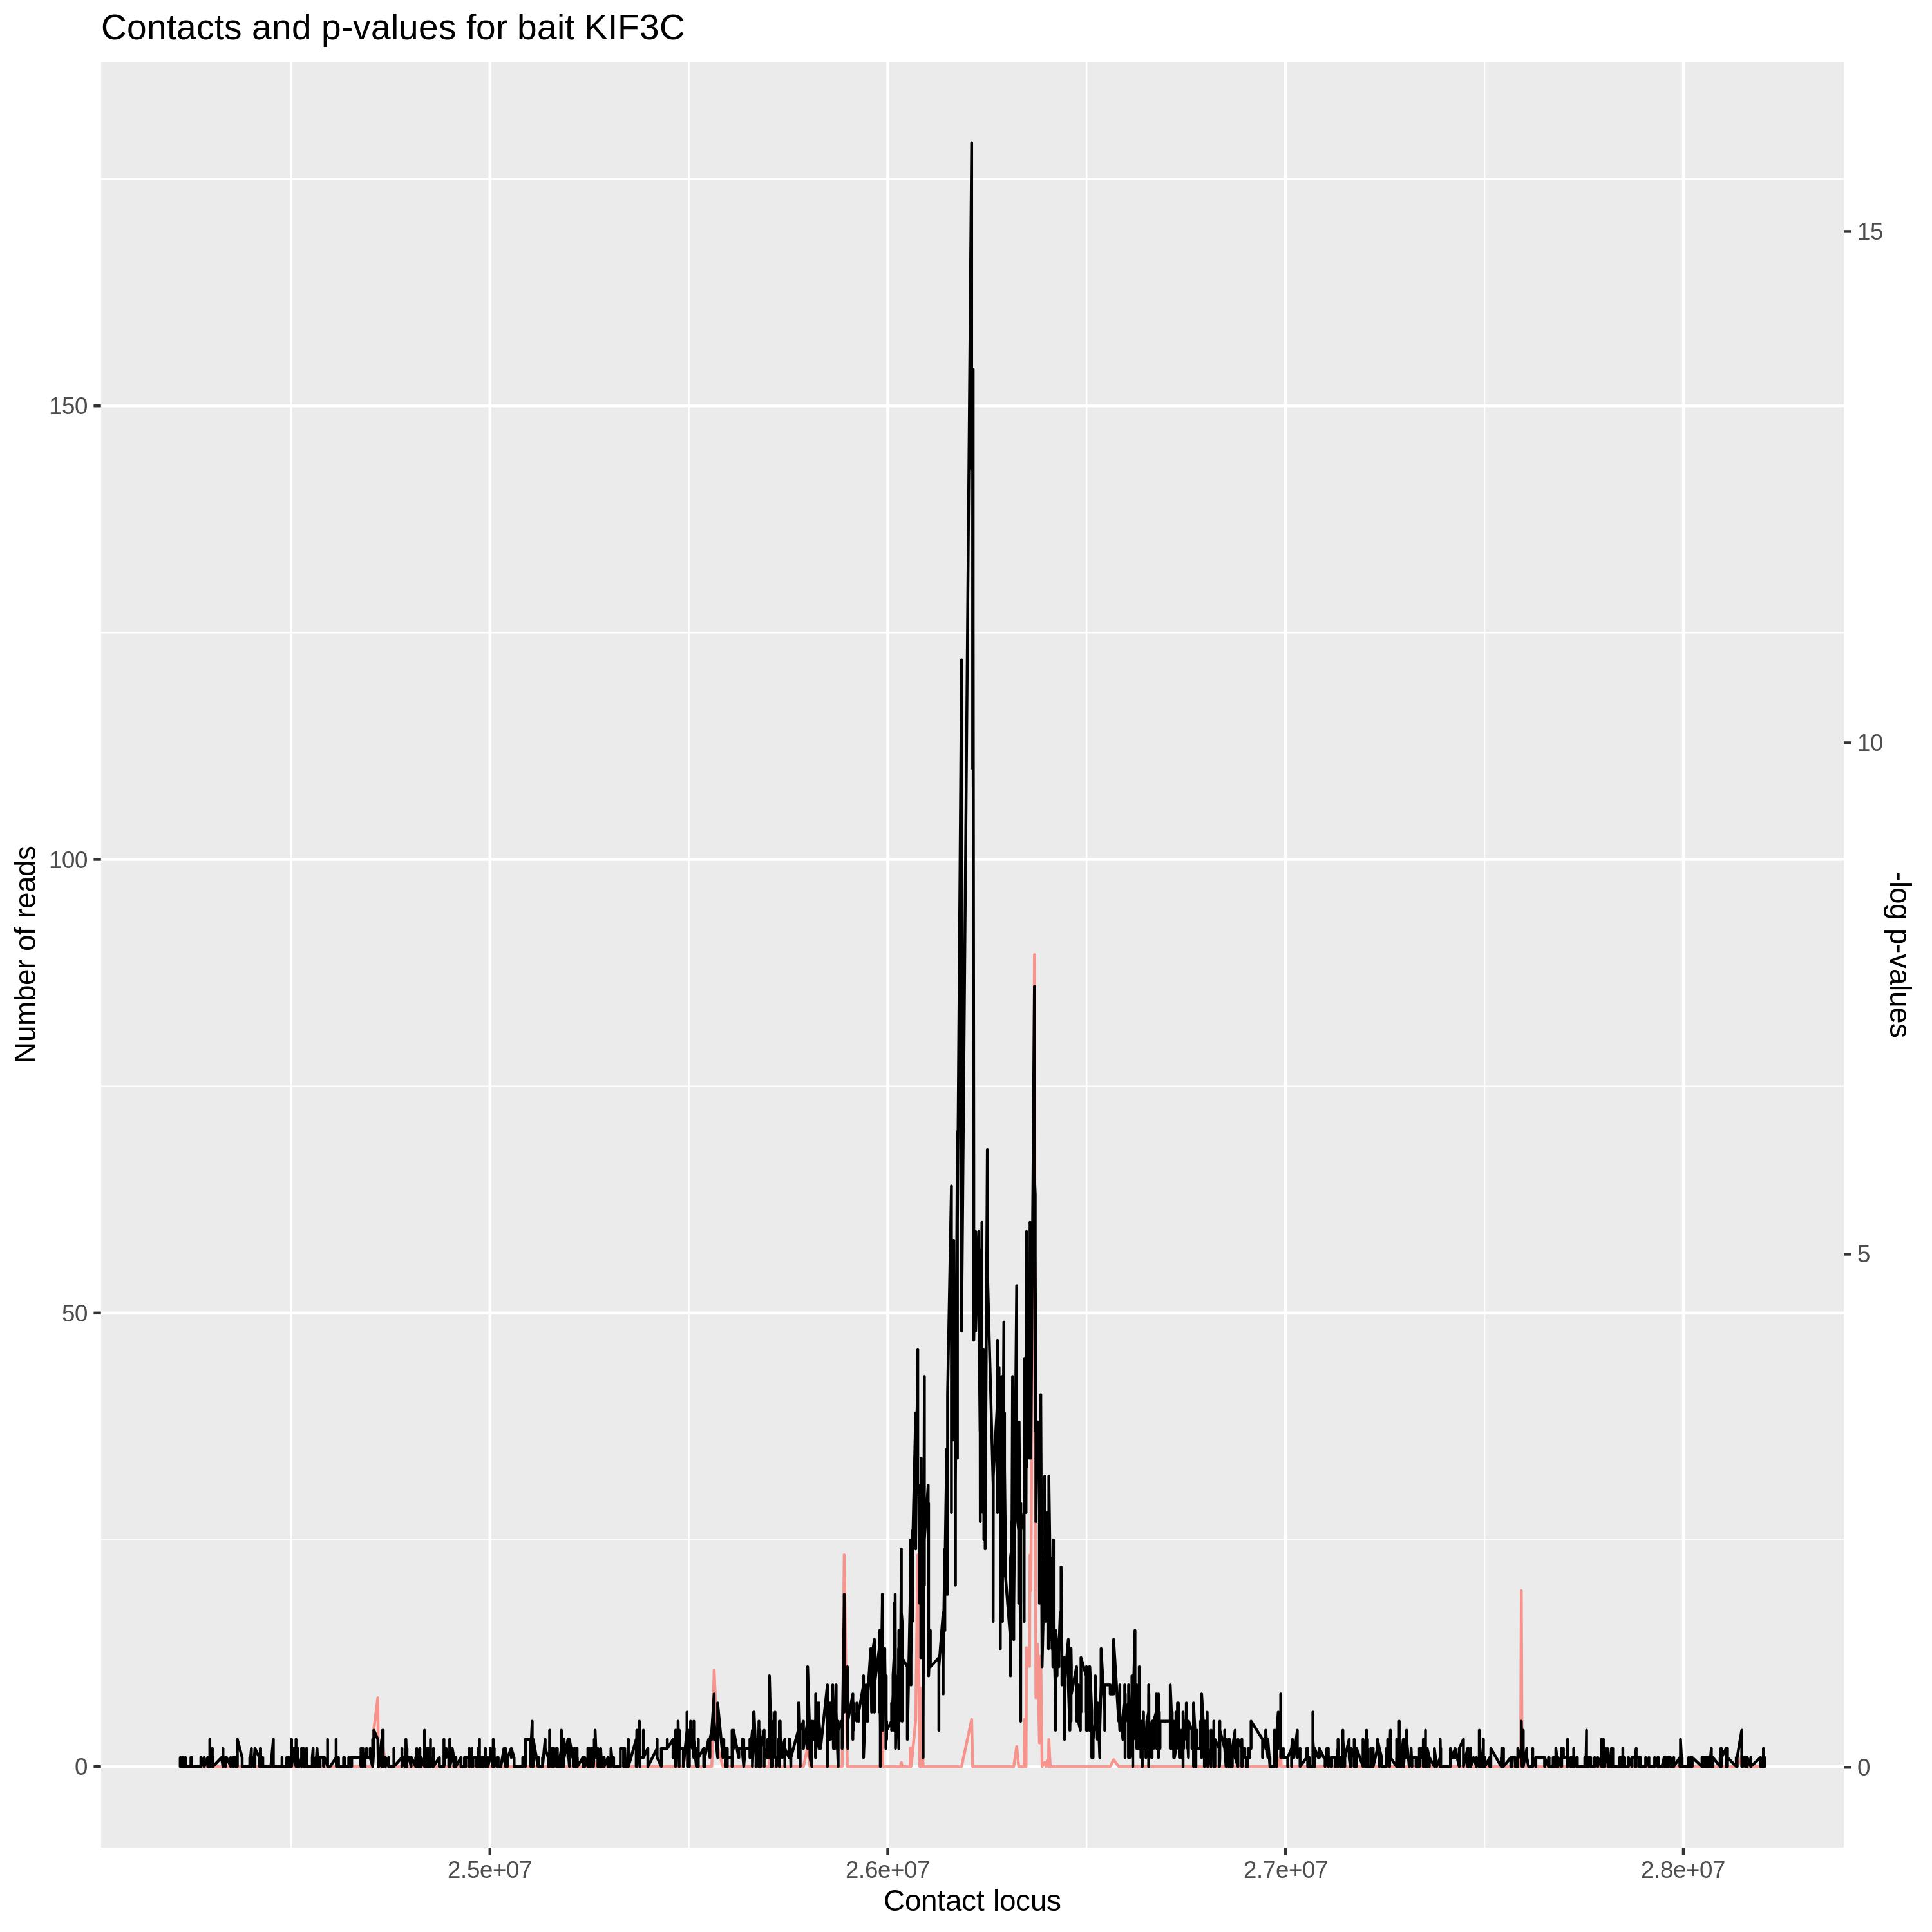 Contacts and p-values for bait KIF3C
Number of reads
150
100
50
0
15
10
5
0
-log p-values
2.5e+07
2.6e+07
2.7e+07
2.8e+07
Contact locus